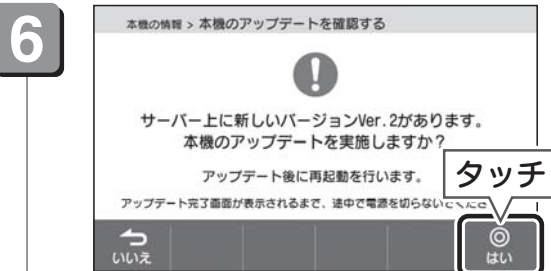 6
本機の情報 > 本機のアップデートを確認する
サーバー上に新しいバージョンVer.2があります。
本機のアップデートを実施しますか？
アップデート後に再起動を行います。
アップデート完了画面が表示されるまで、途中で電源を切らないでくださ
タッチ
いいえ
はい